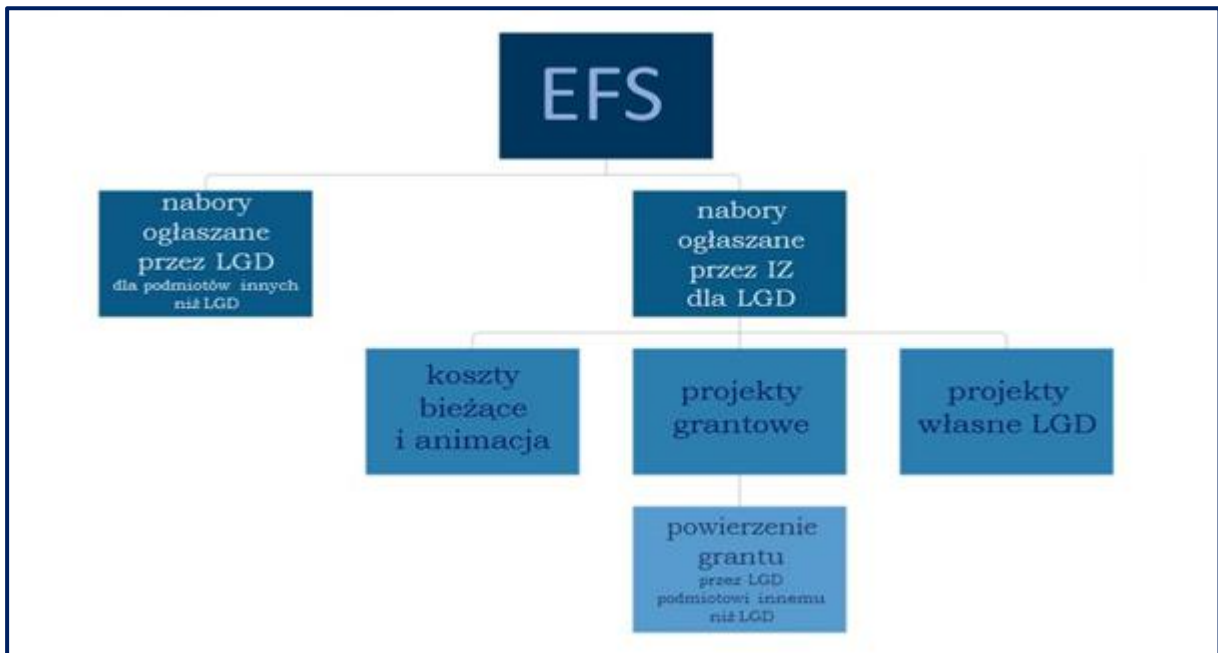 EFS
nabory
ogłaszane
przez LGD
dla podmiotów innych
niż LGD
nabory
ogłaszane
przez IZ
dla LGD
koszty
bieżące
i animacja
projekty
grantowe
projekty
własne LGD
powierzenie
grantu
przez LGD
podmiotowi innemu
niż LGD